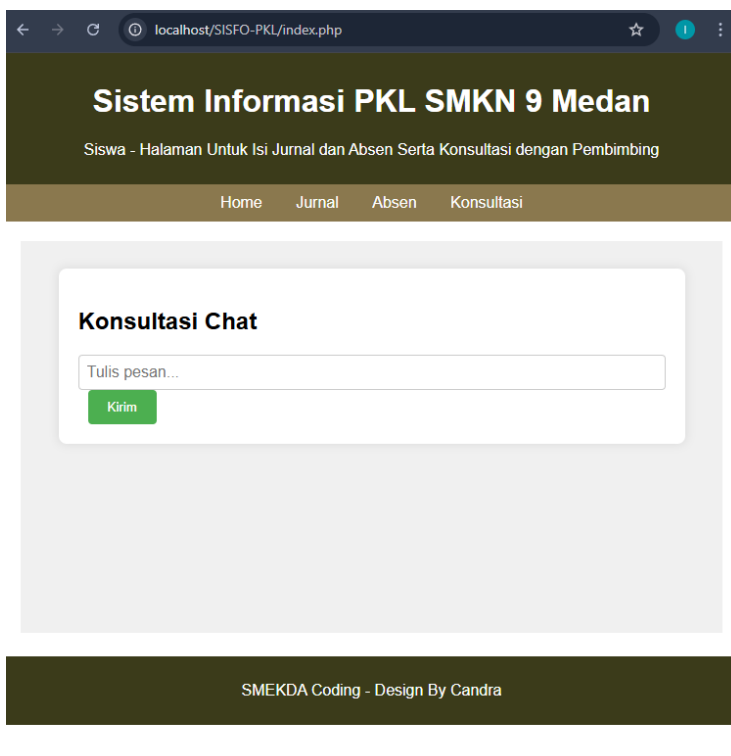 localhost/SISFO-PKL/index.php
I
Sistem Informasi PKL SMKN 9 Medan
Siswa - Halaman Untuk Isi Jurnal dan Absen Serta Konsultasi dengan Pembimbing
Home Jurnal Absen Konsultasi
Konsultasi Chat
Tulis pesan...
Kirim
SMEKDA Coding - Design By Candra